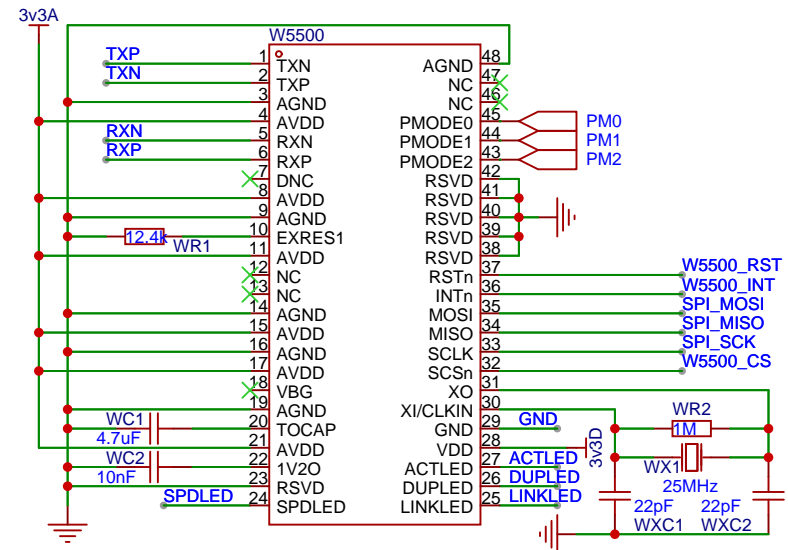 3v3A
W5500
TXP
1
TXN
TXN
2
TXP
3
AGND
4
AVDD
RXN
5
RXN
RXP
6
RXP
7
DNC
8
AVDD
9
AGND
12.4k
WR1
10
EXRES1
11
AVDD
12
NC
13
NC
14
AGND
15
AVDD
16
AGND
17
AVDD
18
VBG
19
AGND
WC1
4.7uF
20
TOCAP
21
AVDD
WC2
10nF
22
1V2O
23
RSVD
SPDLED
24
SPDLED
AGND
48
NC
47
NC
46
PMODE0
45
PM0
PMODE1
44
PM1
PMODE2
43
PM2
RSVD
42
RSVD
41
RSVD
40
RSVD
39
RSVD
38
RSTn
37
W5500_RST
INTn
36
W5500_INT
MOSI
35
SPI_MOSI
MISO
34
SPI_MISO
SCLK
33
SPI_SCK
SCSn
32
W5500_CS
XO
31
XI/CLKIN
30
GND
29
GND
VDD
28
3v3D
ACTLED
27
ACTLED
DUPLED
26
DUPLED
LINKLED
25
LINKLED
WR2
1M
WX1
25MHz
22pF
22pF
WXC1
WXC2